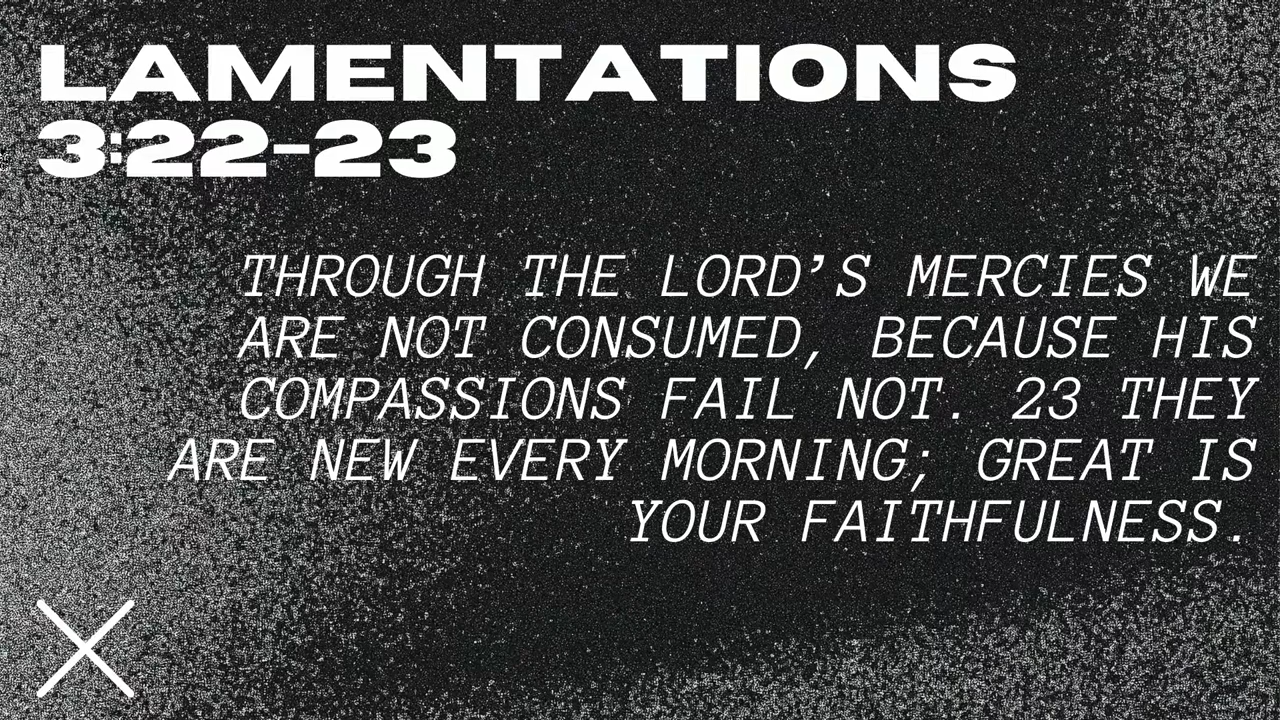 LAMENTATIONS
3:22-23
THROUGH THE LORD’S MERCIES WE
ARE NOT CONSUMED, BECAUSE HIS
COMPASSIONS FAIL NOT. 23 THEY
ARE NEW EVERY MORNING; GREAT IS
YOUR FAITHFULNESS.